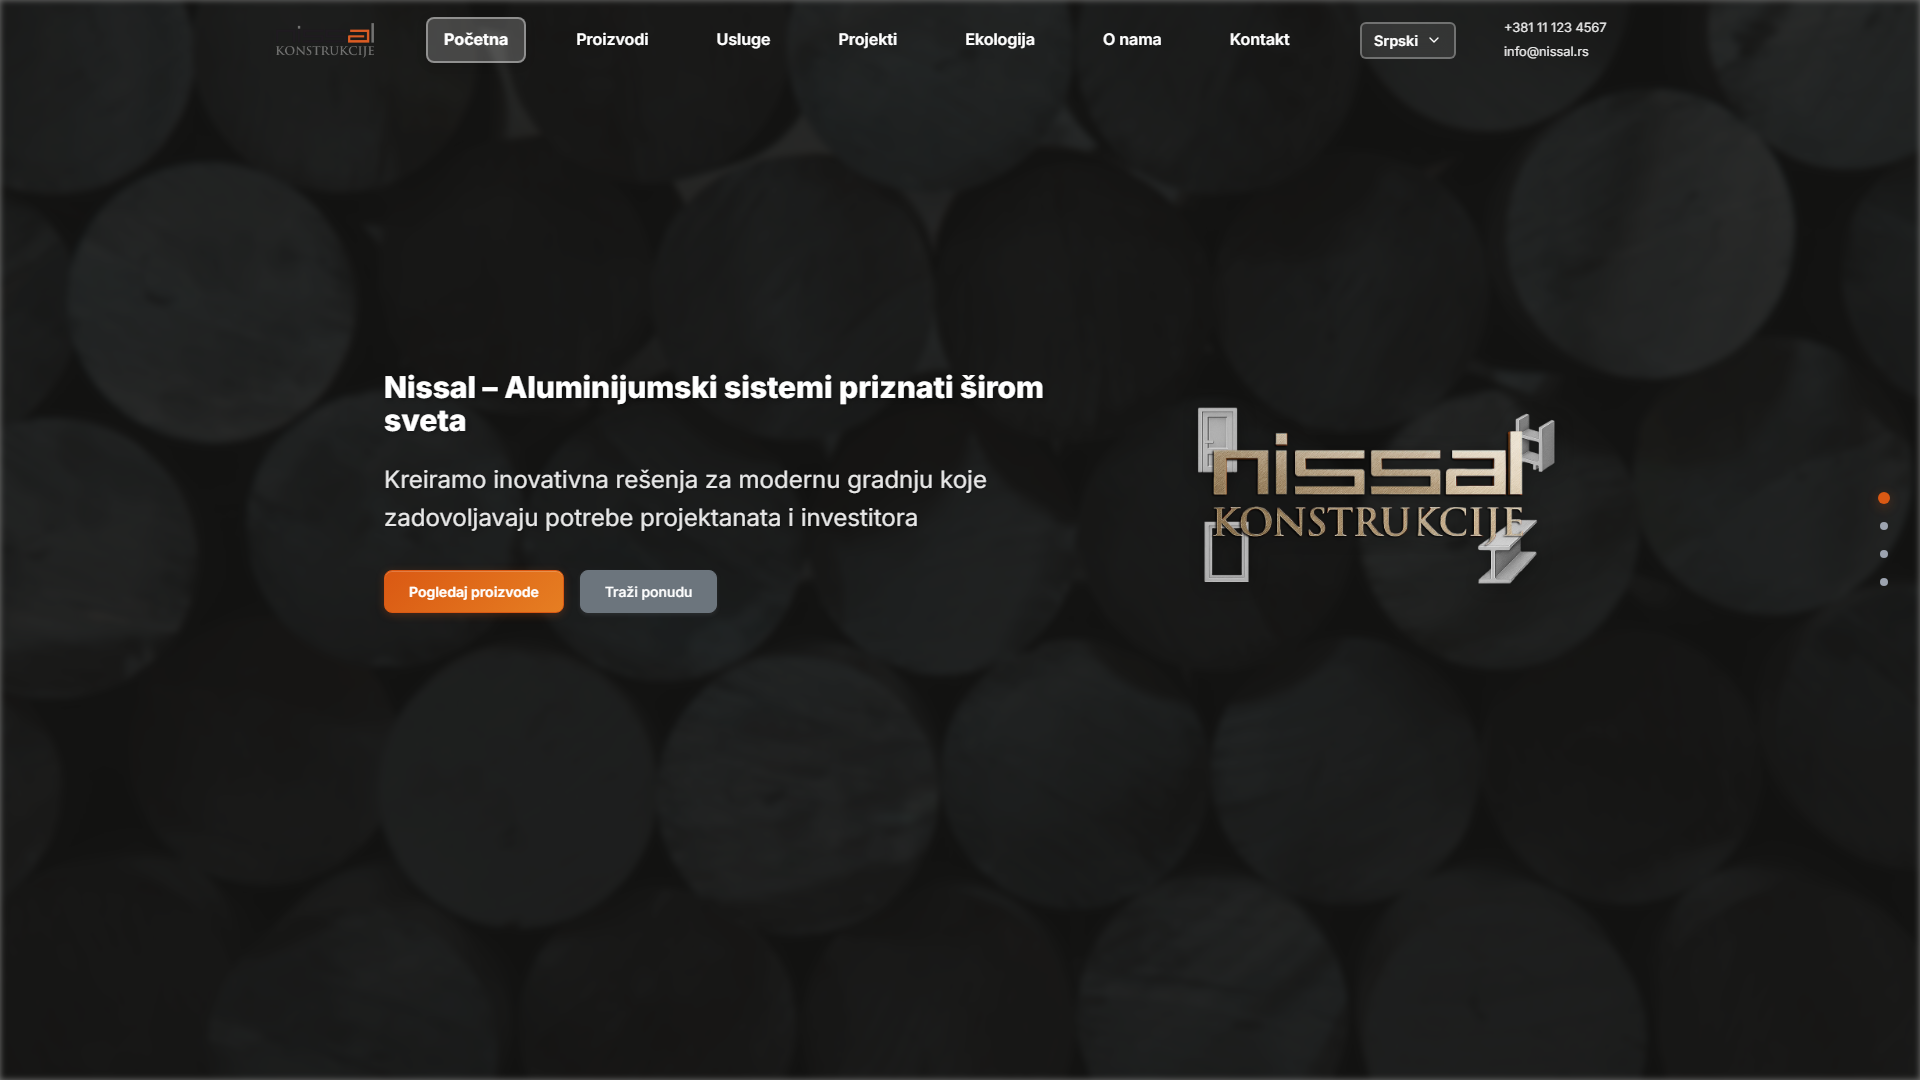 al
KONSTRUKCIJE
Početna
Proizvodi
Usluge
Projekti
Ekologija
O nama
Kontakt
Srpski
+381 11 123 4567
info@nissal.rs
Nissal – Aluminijumski sistemi priznati širom
sveta
Kreiramo inovativna rešenja za modernu gradnju koje
zadovoljavaju potrebe projektanata i investitora
Pogledaj proizvode
Traži ponudu
nissal
KONSTRUKCIJE